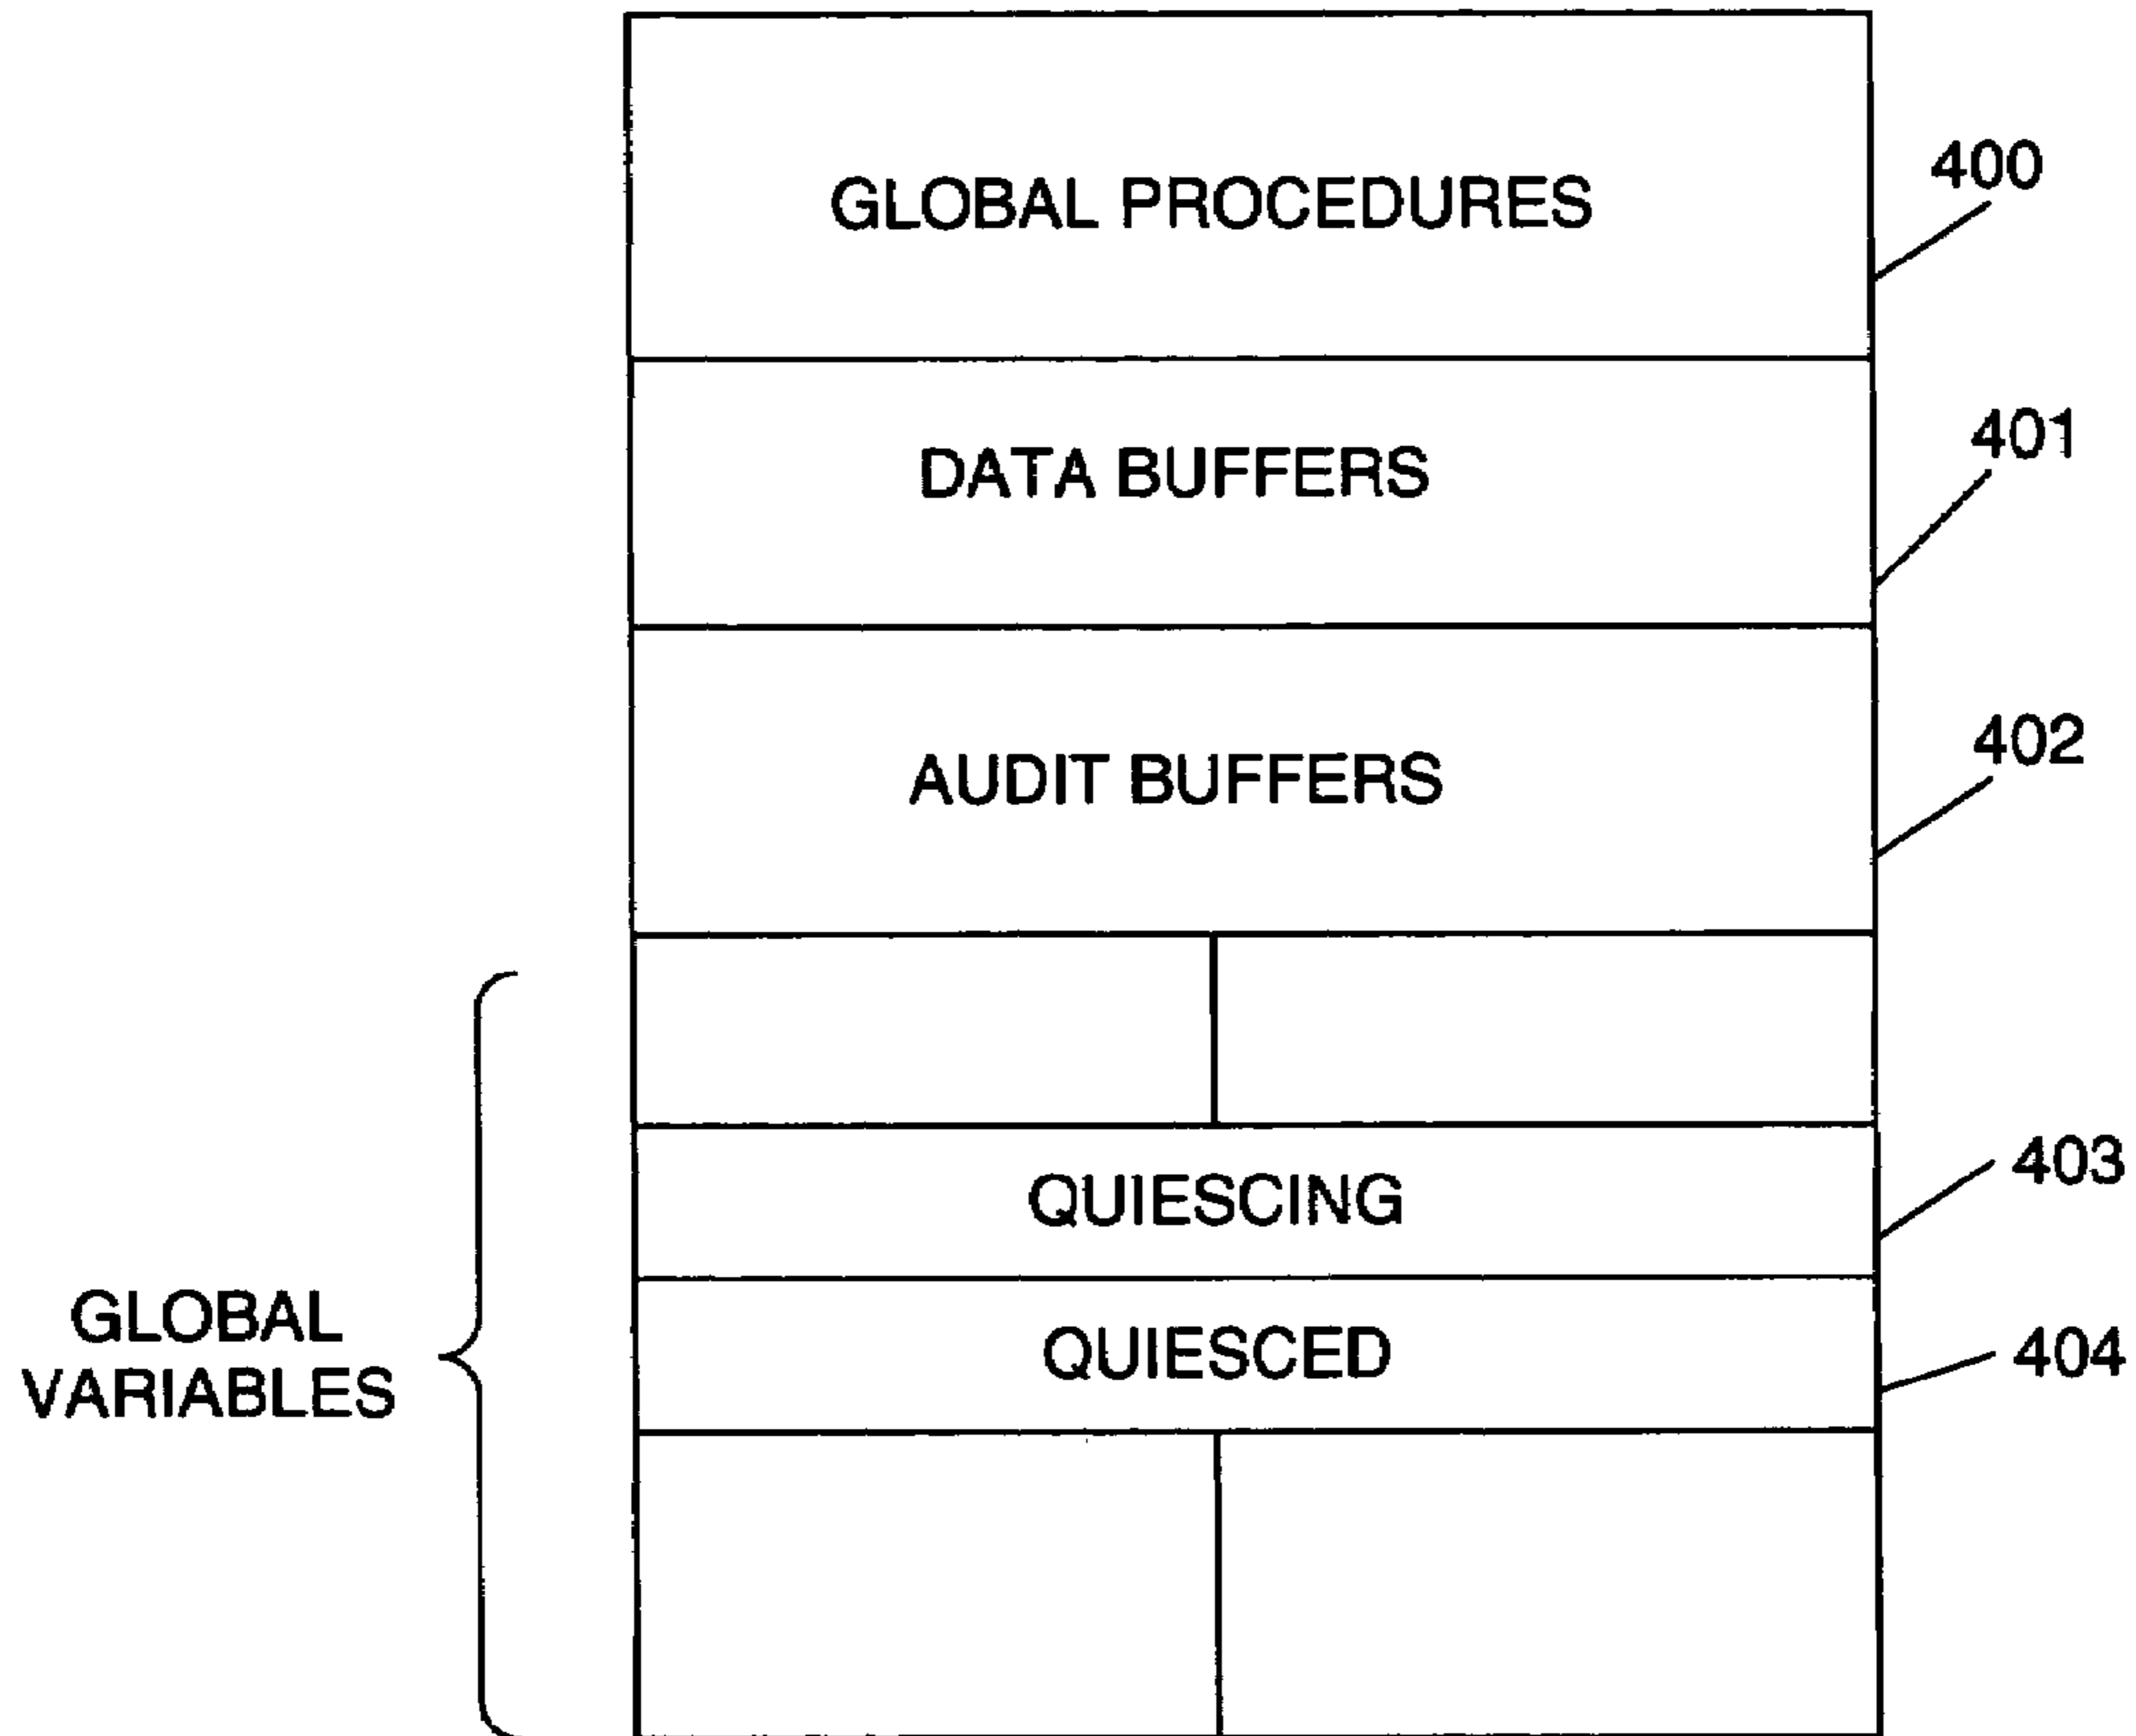 GLOBAL PROCEDURES
400
DATA BUFFERS
401
AUDIT BUFFERS
402
QUIESCING
403
QUIESCED
404
GLOBAL
VARIABLES